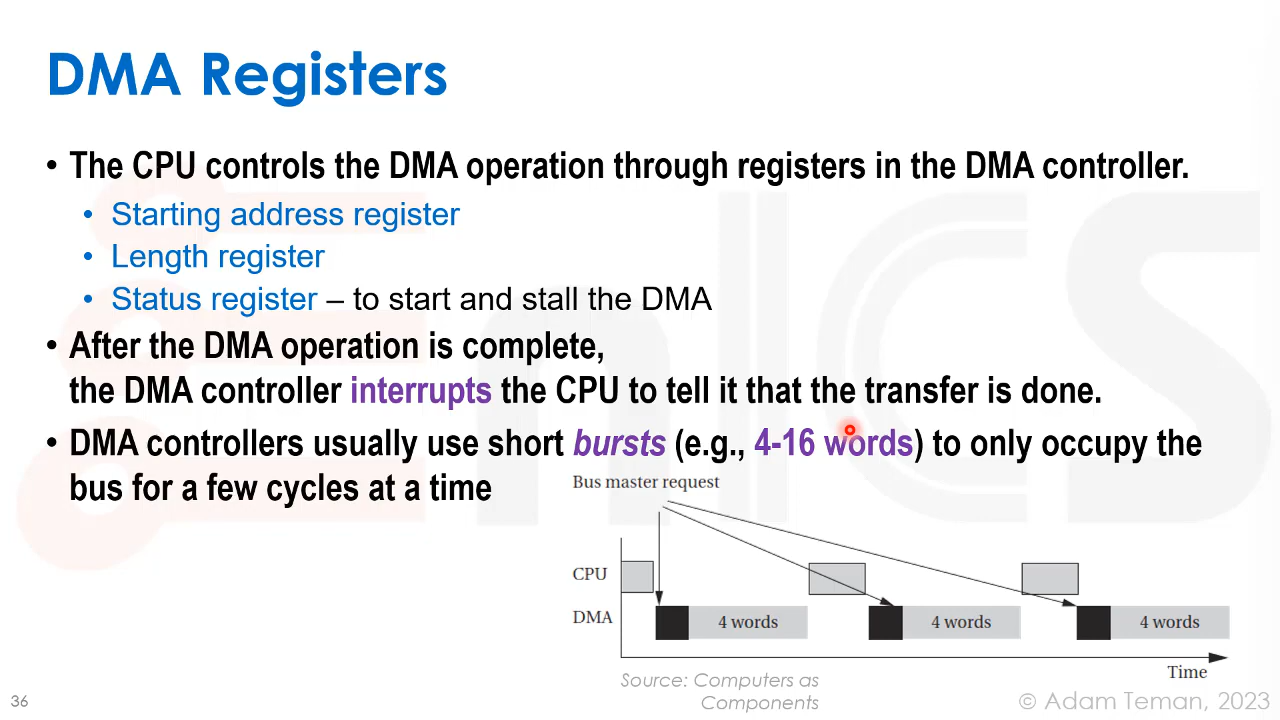 DMA Registers
• The CPU controls the DMA operation through registers in the DMA controller.
• Starting address register
• Length register
• Status register – to start and stall the DMA
• After the DMA operation is complete,
the DMA controller interrupts the CPU to tell it that the transfer is done.
• DMA controllers usually use short bursts (e.g., 4-16 words) to only occupy the
bus for a few cycles at a time
Bus master request
CPU
DMA
4 words
4 words
4 words
Time
Source: Computers as
Components
36
© Adam Teman, 2023
nICS